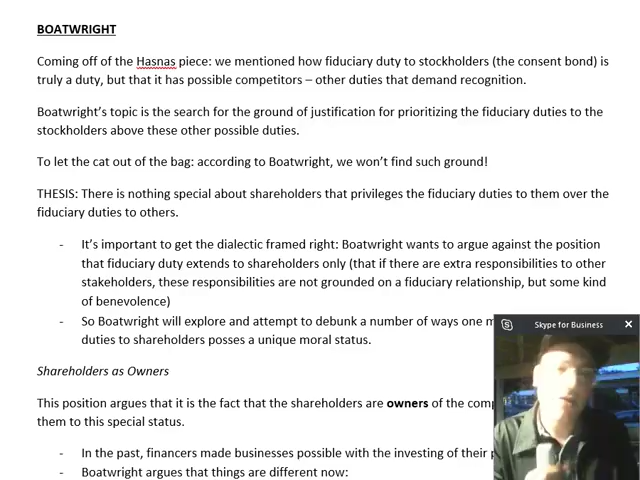 BOATWRIGHT
Coming off of the Hasnas piece: we mentioned how fiduciary duty to stockholders (the consent bond) is
truly a duty, but that it has possible competitors – other duties that demand recognition.
Boatwright's topic is the search for the ground of justification for prioritizing the fiduciary duties to the
stockholders above these other possible duties.
To let the cat out of the bag: according to Boatwright, we won't find such ground!
THESIS: There is nothing special about shareholders that privileges the fiduciary duties to them over the
fiduciary duties to others.
- It's important to get the dialectic framed right: Boatwright wants to argue against the position
that fiduciary duty extends to shareholders only (that if there are extra responsibilities to other
stakeholders, these responsibilities are not grounded on a fiduciary relationship, but some kind
of benevolence)
- So Boatwright will explore and attempt to debunk a number of ways one
duties to shareholders posses a unique moral status.
Skype for Business
Shareholders as Owners
This position argues that it is the fact that the shareholders are owners of the
them to this special status.
- In the past, financers made businesses possible with the investing of their
- Boatwright argues that things are different now: